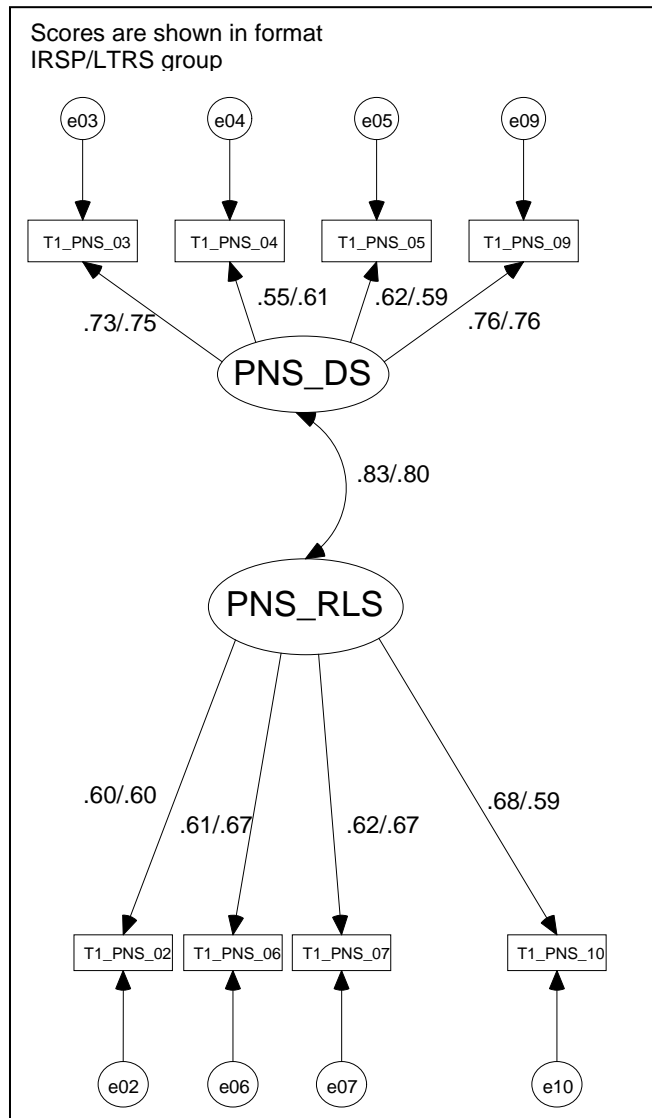 Scores are shown in format
IRSP/LTRS group
e03 e04 e05 e09
T1_PNS_03 T1_PNS_04 T1_PNS_05 T1_PNS_09
.73/.75 .55/.61 .62/.59 .76/.76
PNS_DS
.83/.80
PNS_RLS
.60/.60 .61/.67 .62/.67 .68/.59
T1_PNS_02 T1_PNS_06 T1_PNS_07 T1_PNS_10
e02 e06 e07 e10